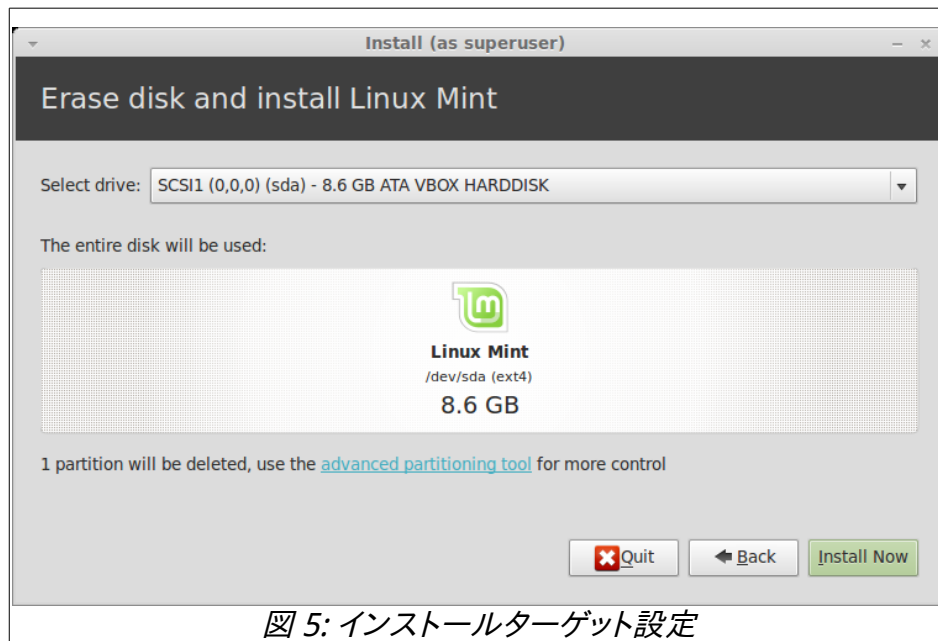 Install (as superuser)
Erase disk and install Linux Mint
Select drive: SCSI1 (0,0,0) (sda) - 8.6 GB ATA VBOX HARDDISK
The entire disk will be used:
Linux Mint
/dev/sda (ext4)
8.6 GB
1 partition will be deleted, use the advanced partitioning tool for more control
Quit Back Install Now
図 5: インストールターゲット設定